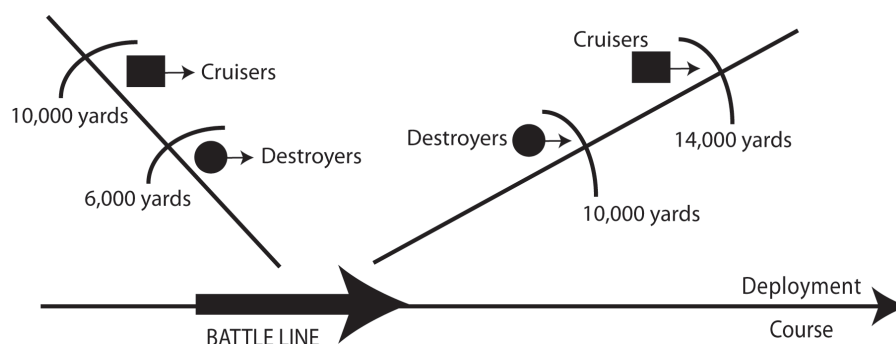 Cruisers
10,000 yards
Destroyers
6,000 yards
Cruisers
14,000 yards
Destroyers
10,000 yards
Deployment
Course
BATTLE LINE